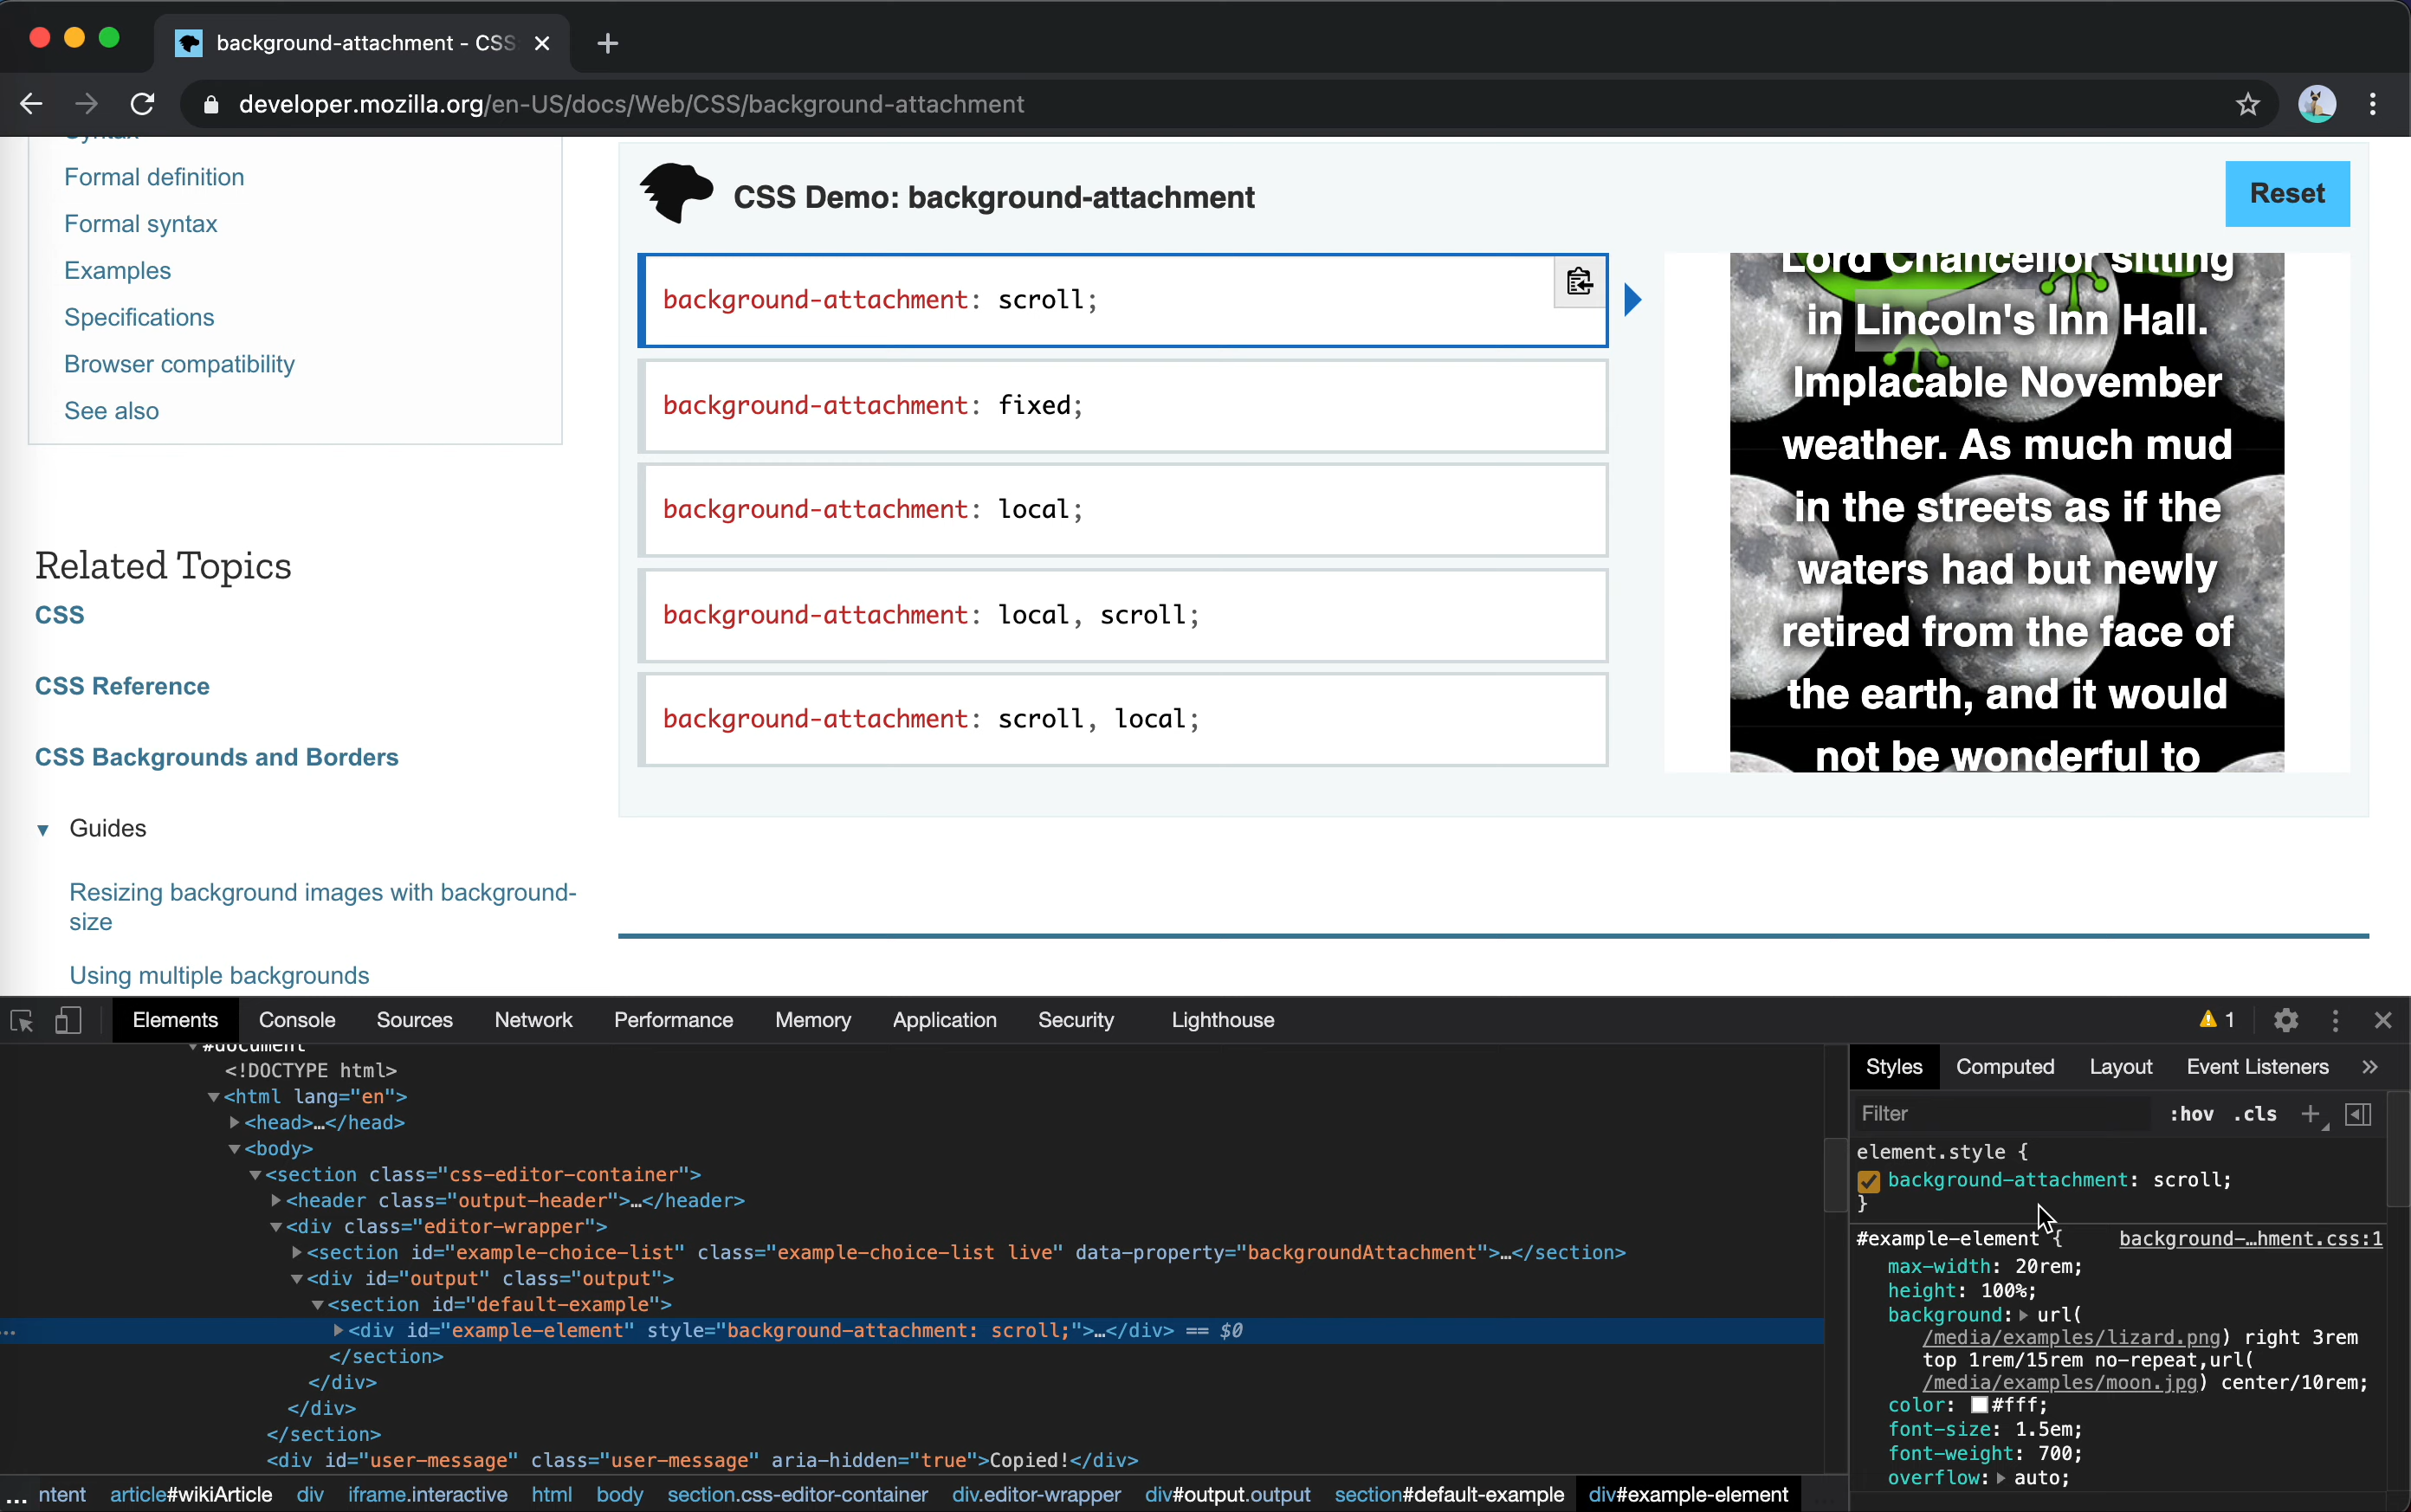 background-attachment - CSS
developer.mozilla.org/en-US/docs/Web/CSS/background-attachment
Syntax
Formal definition
Formal syntax
Examples
Specifications
Browser compatibility
See also
Related Topics
CSS
CSS Reference
CSS Backgrounds and Borders
Guides
Resizing background images with background-
size
Using multiple backgrounds
CSS Demo: background-attachment
Reset
background-attachment: scroll;
background-attachment: fixed;
background-attachment: local;
background-attachment: local, scroll;
background-attachment: scroll, local;
Lord Chancellor sitting
in Lincoln's Inn Hall.
Implacable November
weather. As much mud
in the streets as if the
waters had but newly
retired from the face of
the earth, and it would
not be wonderful to
Elements Console Sources Network Performance Memory Application Security Lighthouse 1
#document
<!DOCTYPE html>
<html lang="en">
<head>…</head>
<body>
<section class="css-editor-container">
<header class="output-header">…</header>
<div class="editor-wrapper">
<section id="example-choice-list" class="example-choice-list live" data-property="backgroundAttachment">…</section>
<div id="output" class="output">
<section id="default-example">
<div id="example-element" style="background-attachment: scroll;">…</div> == $0
</section>
</div>
</div>
</section>
<div id="user-message" class="user-message" aria-hidden="true">Copied!</div>
... ntent article#wikiArticle div iframe.interactive html body section.css-editor-container div.editor-wrapper div#output.output section#default-example div#example-element
Styles Computed Layout Event Listeners »
Filter :hov .cls +
element.style {
background-attachment: scroll;
}
#example-element { background-…hment.css:1
max-width: 20rem;
height: 100%;
background: url(
/media/examples/lizard.png) right 3rem
top 1rem/15rem no-repeat,url(
/media/examples/moon.jpg) center/10rem;
color: #fff;
font-size: 1.5em;
font-weight: 700;
overflow: auto;